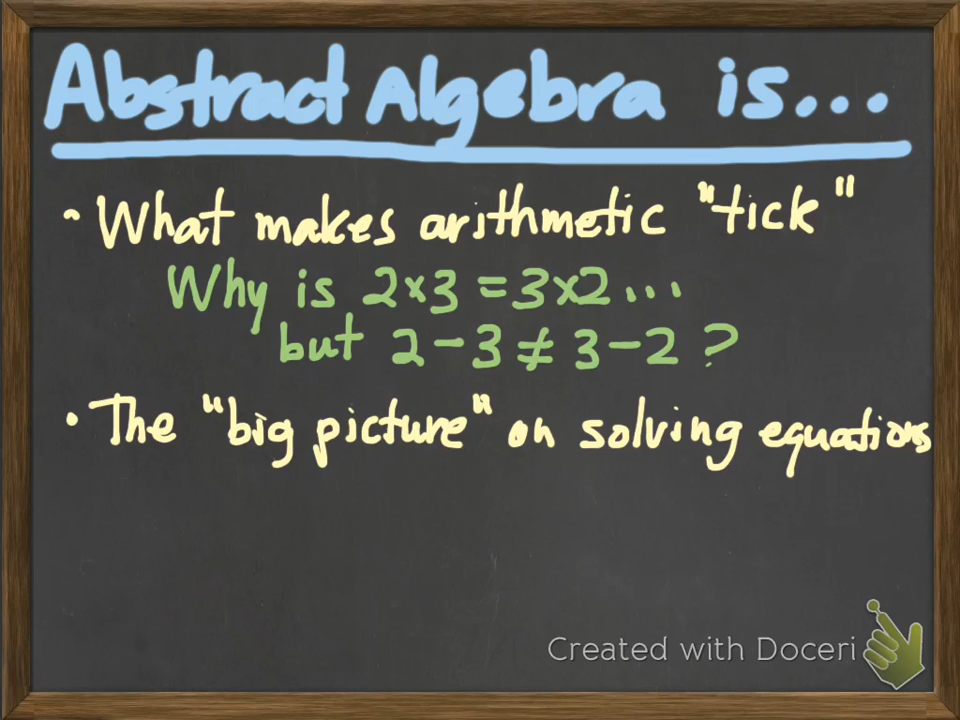 Abstract Algebra is...
• What makes arithmetic "tick"
Why is 2×3 = 3×2...
but 2 - 3 ≠ 3 - 2 ?
• The "big picture" on solving equations
Created with Doceri